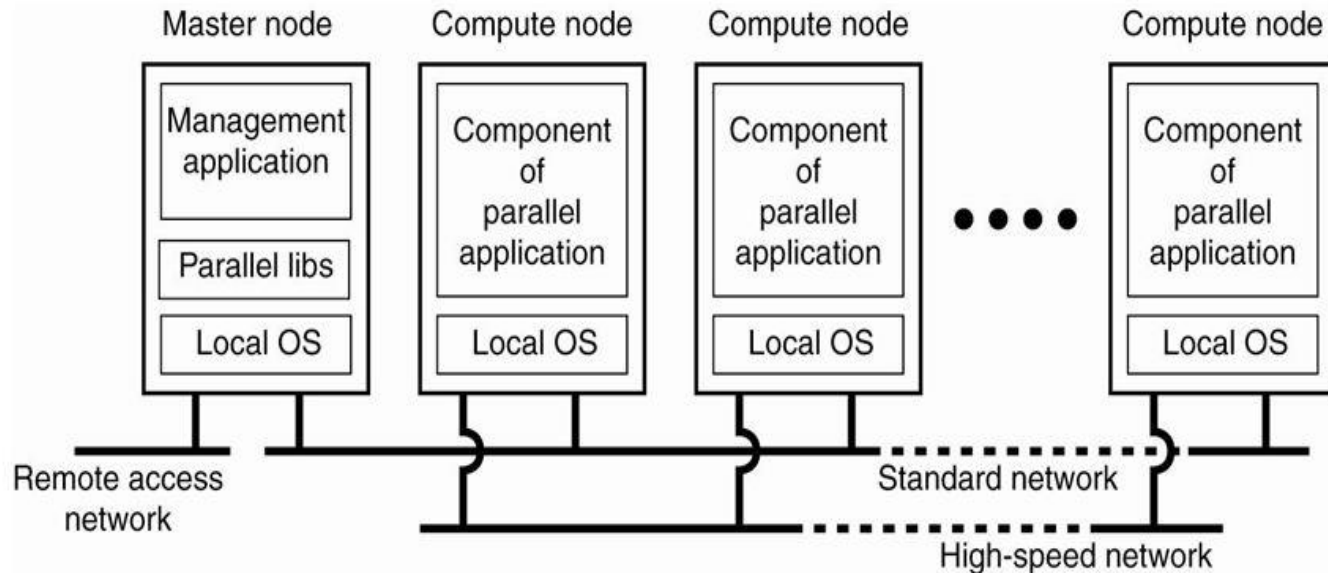 Master node
Compute node
Compute node
Compute node
Management
application
Parallel libs
Local OS
Component
of
parallel
application
Local OS
Component
of
parallel
application
Local OS
Component
of
parallel
application
Local OS
Remote access
network
Standard network
High-speed network